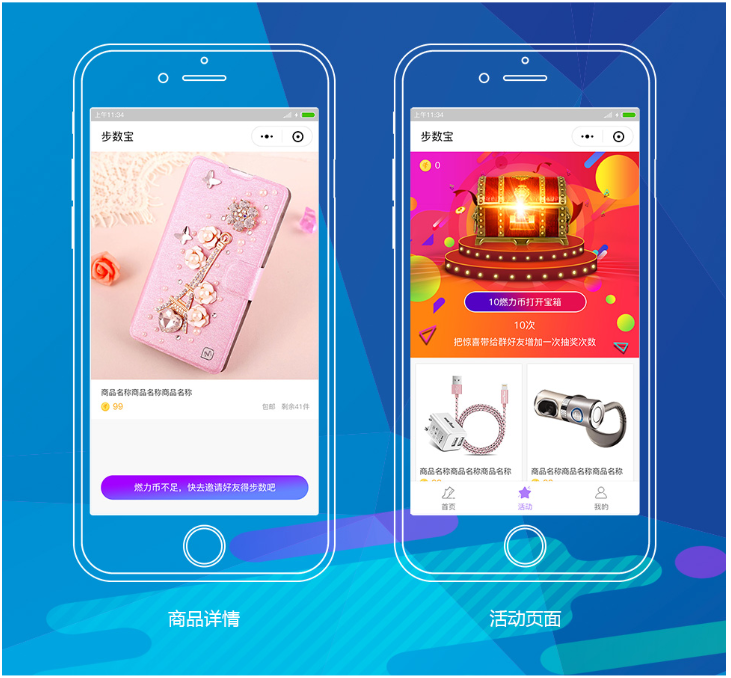 上午11:34
步数宝
商品名称商品名称商品名称
99
包邮 剩余41件
燃力币不足，快去邀请好友得步数吧
商品详情
上午11:34
步数宝
0
10燃力币打开宝箱
10次
把惊喜带给群好友增加一次抽奖次数
商品名称商品名称商品名称
商品名称商品名称商品名称
首页
活动
我的
活动页面